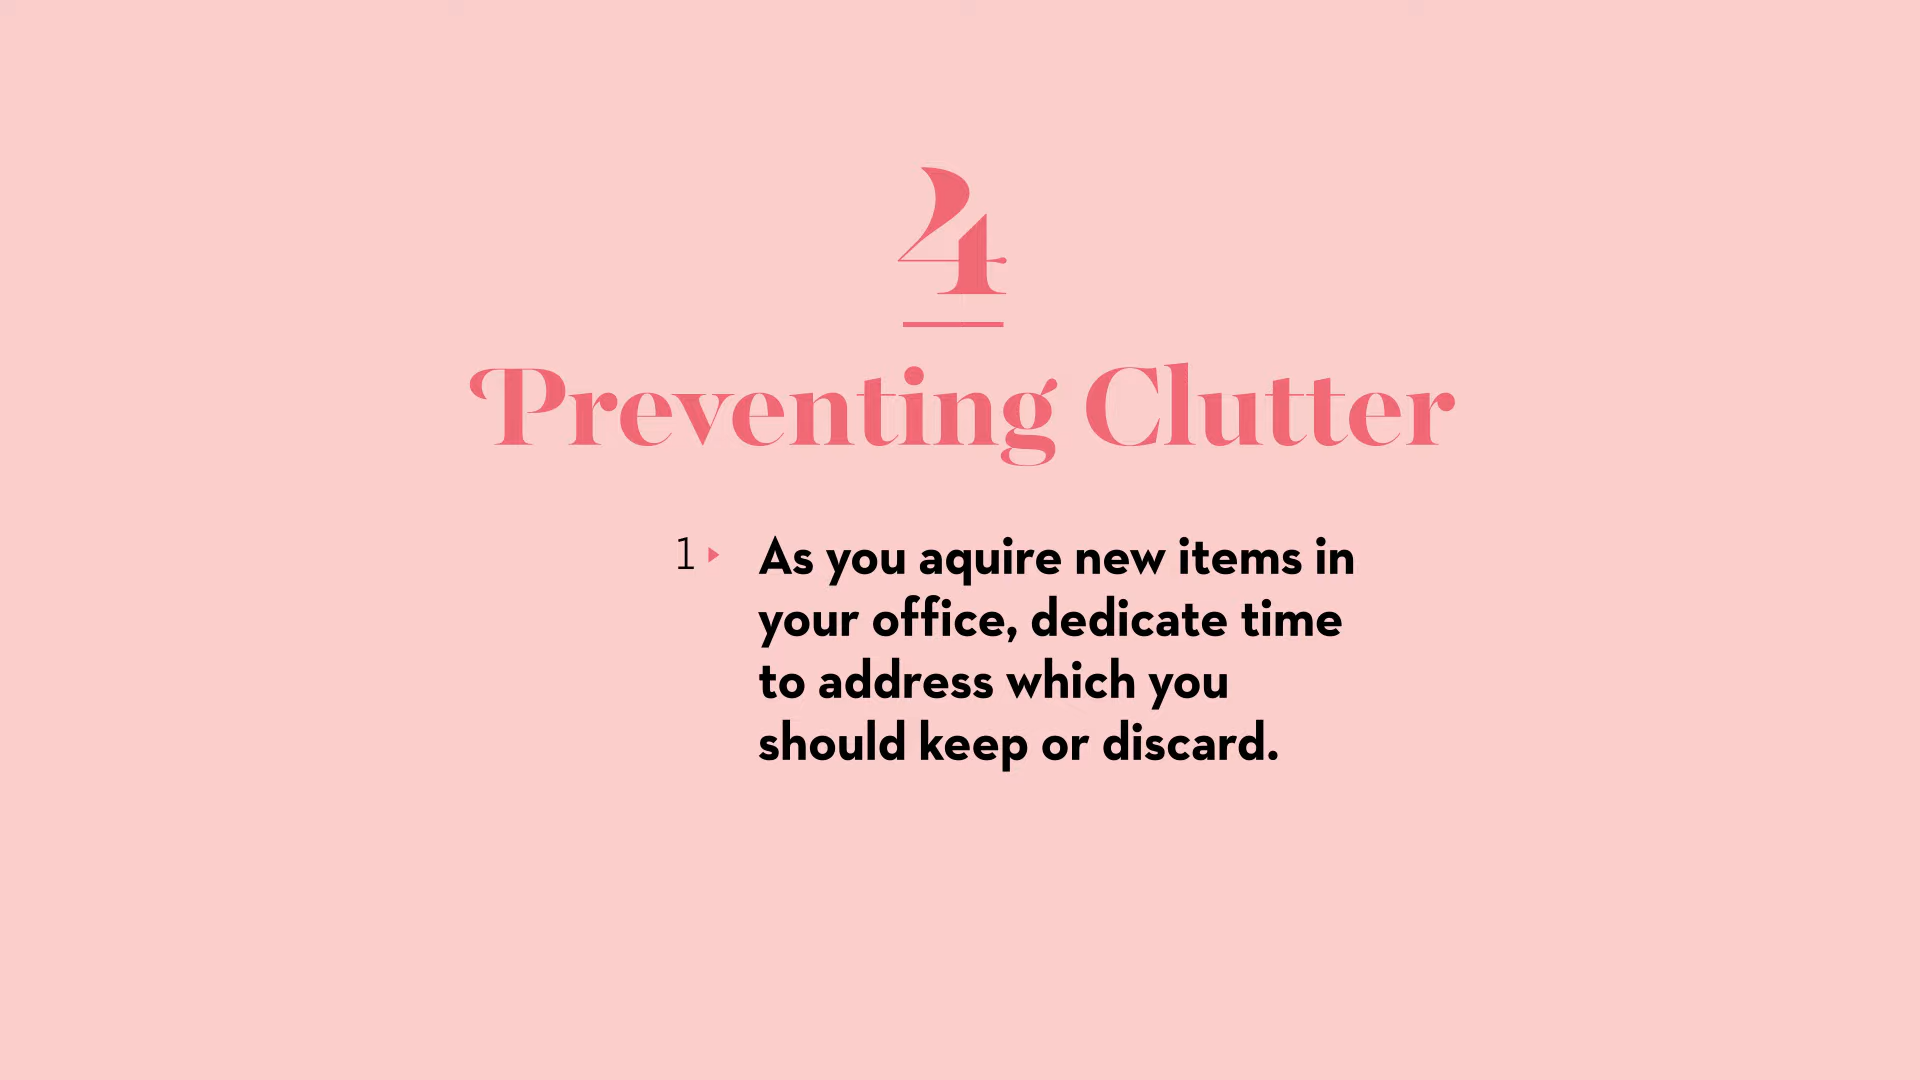 4
Preventing Clutter
1 ▸ As you aquire new items in
your office, dedicate time
to address which you
should keep or discard.